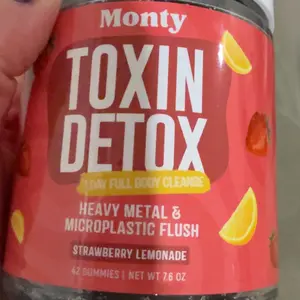 Monty
TOXIN
DETOX
DAY FULL BODY CLEANSE
HEAVY METAL &
MICROPLASTIC FLUSH
STRAWBERRY LEMONADE
42 GUMMIES | NET WT 7.6 OZ